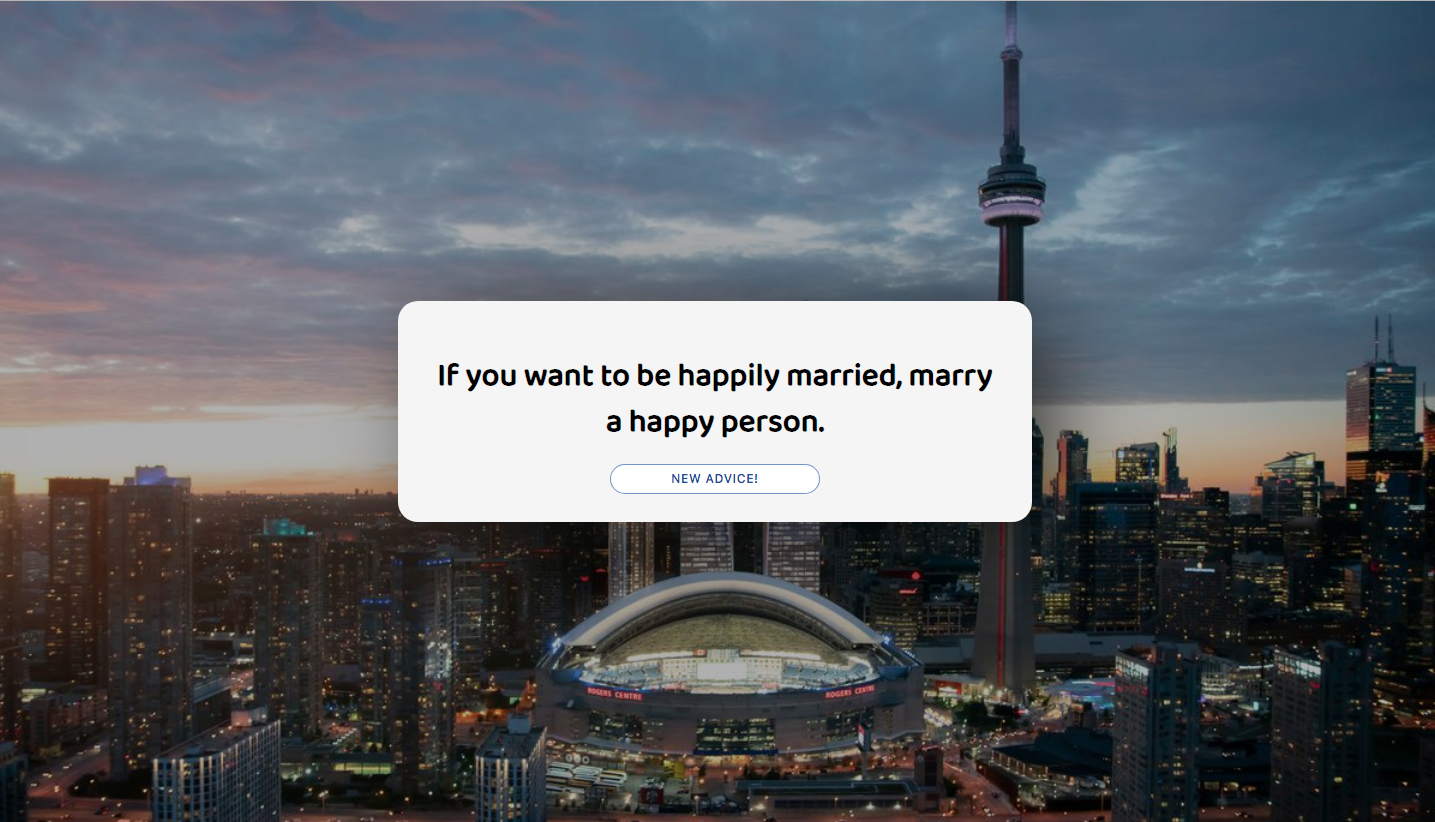 If you want to be happily married, marry
a happy person.
NEW ADVICE!
ROGERS CENTRE
ROGERS CENTRE